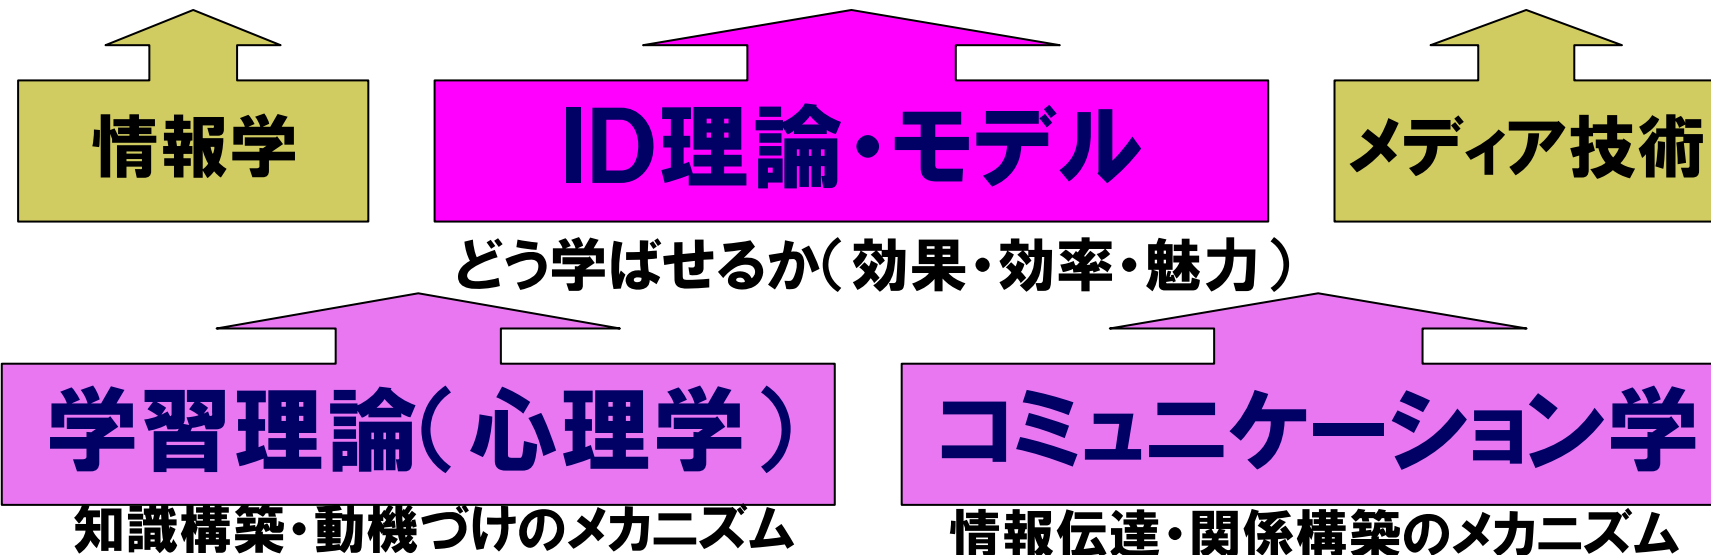 情報学
ID理論・モデル
メディア技術
どう学ばせるか(効果・効率・魅力)
学習理論(心理学)
コミュニケーション学
知識構築・動機づけのメカニズム
情報伝達・関係構築のメカニズム